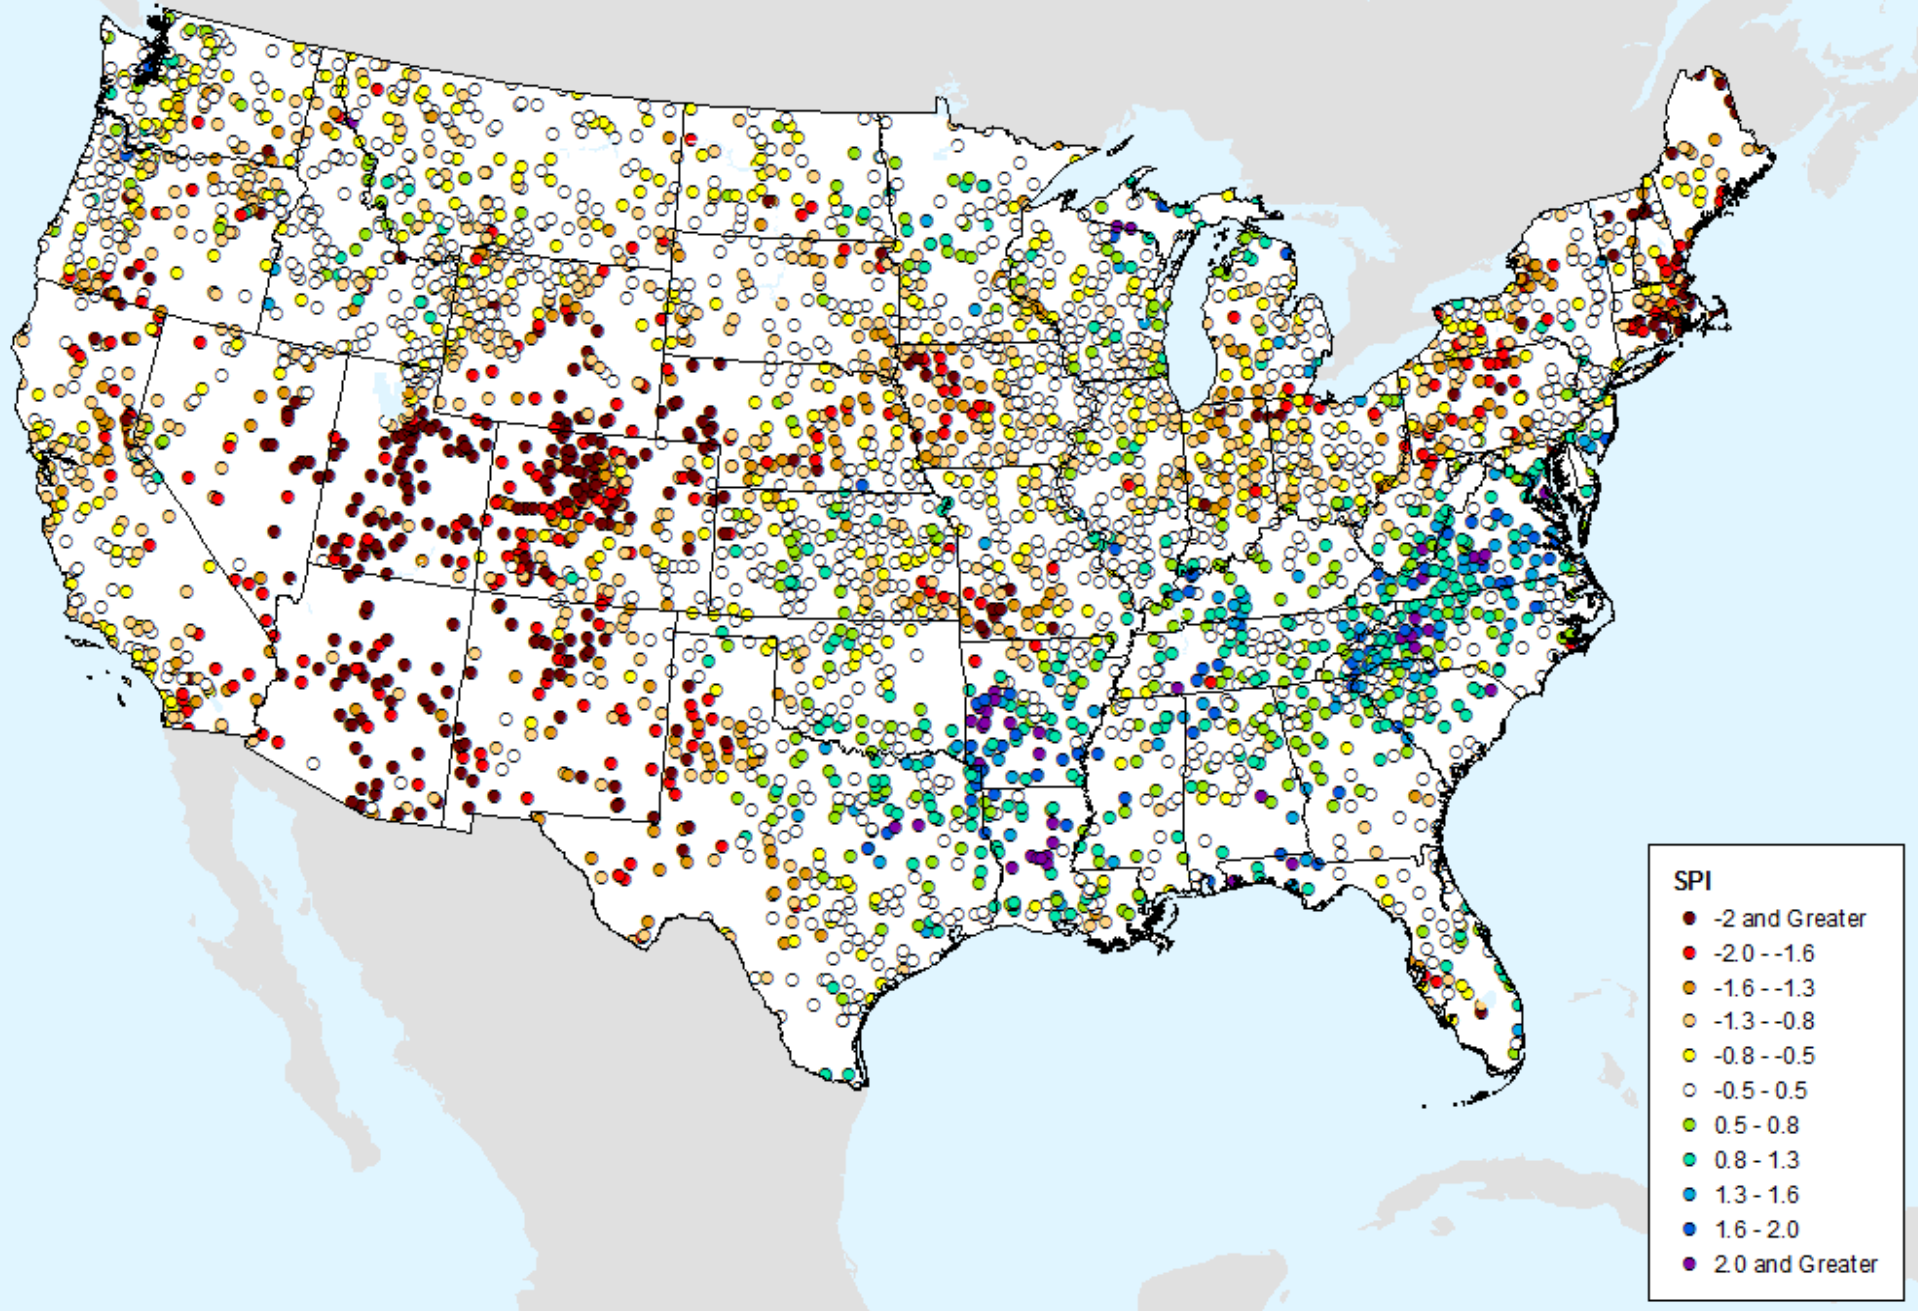 SPI
-2 and Greater
-2.0 - -1.6
-1.6 - -1.3
-1.3 - -0.8
-0.8 - -0.5
-0.5 - 0.5
0.5 - 0.8
0.8 - 1.3
1.3 - 1.6
1.6 - 2.0
2.0 and Greater